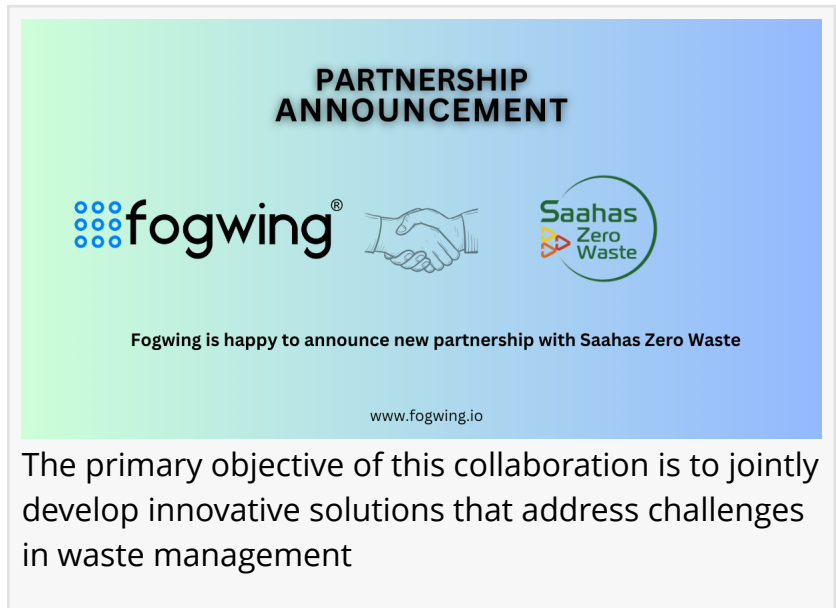 PARTNERSHIP
ANNOUNCEMENT
fogwing®
Saahas
Zero
Waste
Fogwing is happy to announce new partnership with Saahas Zero Waste
www.fogwing.io
The primary objective of this collaboration is to jointly
develop innovative solutions that address challenges
in waste management